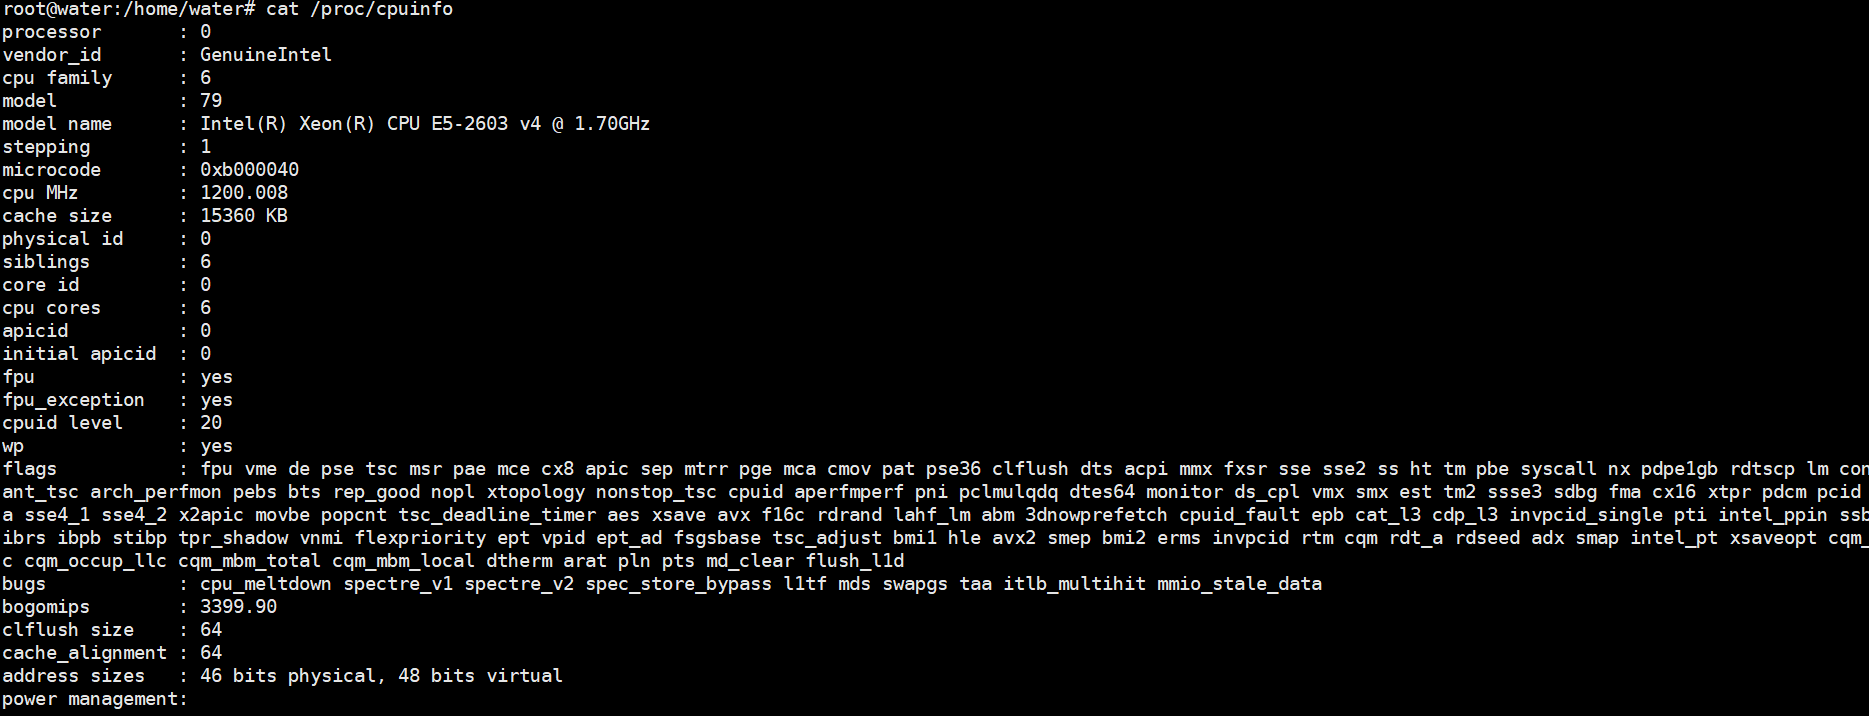 root@water:/home/water# cat /proc/cpuinfo
processor       : 0
vendor_id       : GenuineIntel
cpu family      : 6
model           : 79
model name      : Intel(R) Xeon(R) CPU E5-2603 v4 @ 1.70GHz
stepping        : 1
microcode       : 0xb000040
cpu MHz         : 1200.008
cache size      : 15360 KB
physical id     : 0
siblings        : 6
core id         : 0
cpu cores       : 6
apicid          : 0
initial apicid  : 0
fpu             : yes
fpu_exception   : yes
cpuid level     : 20
wp              : yes
flags           : fpu vme de pse tsc msr pae mce cx8 apic sep mtrr pge mca cmov pat pse36 clflush dts acpi mmx fxsr sse sse2 ss ht tm pbe syscall nx pdpe1gb rdtscp lm con
ant_tsc arch_perfmon pebs bts rep_good nopl xtopology nonstop_tsc cpuid aperfmperf pni pclmulqdq dtes64 monitor ds_cpl vmx smx est tm2 ssse3 sdbg fma cx16 xtpr pdcm pcid
a sse4_1 sse4_2 x2apic movbe popcnt tsc_deadline_timer aes xsave avx f16c rdrand lahf_lm abm 3dnowprefetch cpuid_fault epb cat_l3 cdp_l3 invpcid_single pti intel_ppin ssb
ibrs ibpb stibp tpr_shadow vnmi flexpriority ept vpid ept_ad fsgsbase tsc_adjust bmi1 hle avx2 smep bmi2 erms invpcid rtm cqm rdt_a rdseed adx smap intel_pt xsaveopt cqm_
c cqm_occup_llc cqm_mbm_total cqm_mbm_local dtherm arat pln pts md_clear flush_l1d
bugs            : cpu_meltdown spectre_v1 spectre_v2 spec_store_bypass l1tf mds swapgs taa itlb_multihit mmio_stale_data
bogomips        : 3399.90
clflush size    : 64
cache_alignment : 64
address sizes   : 46 bits physical, 48 bits virtual
power management: